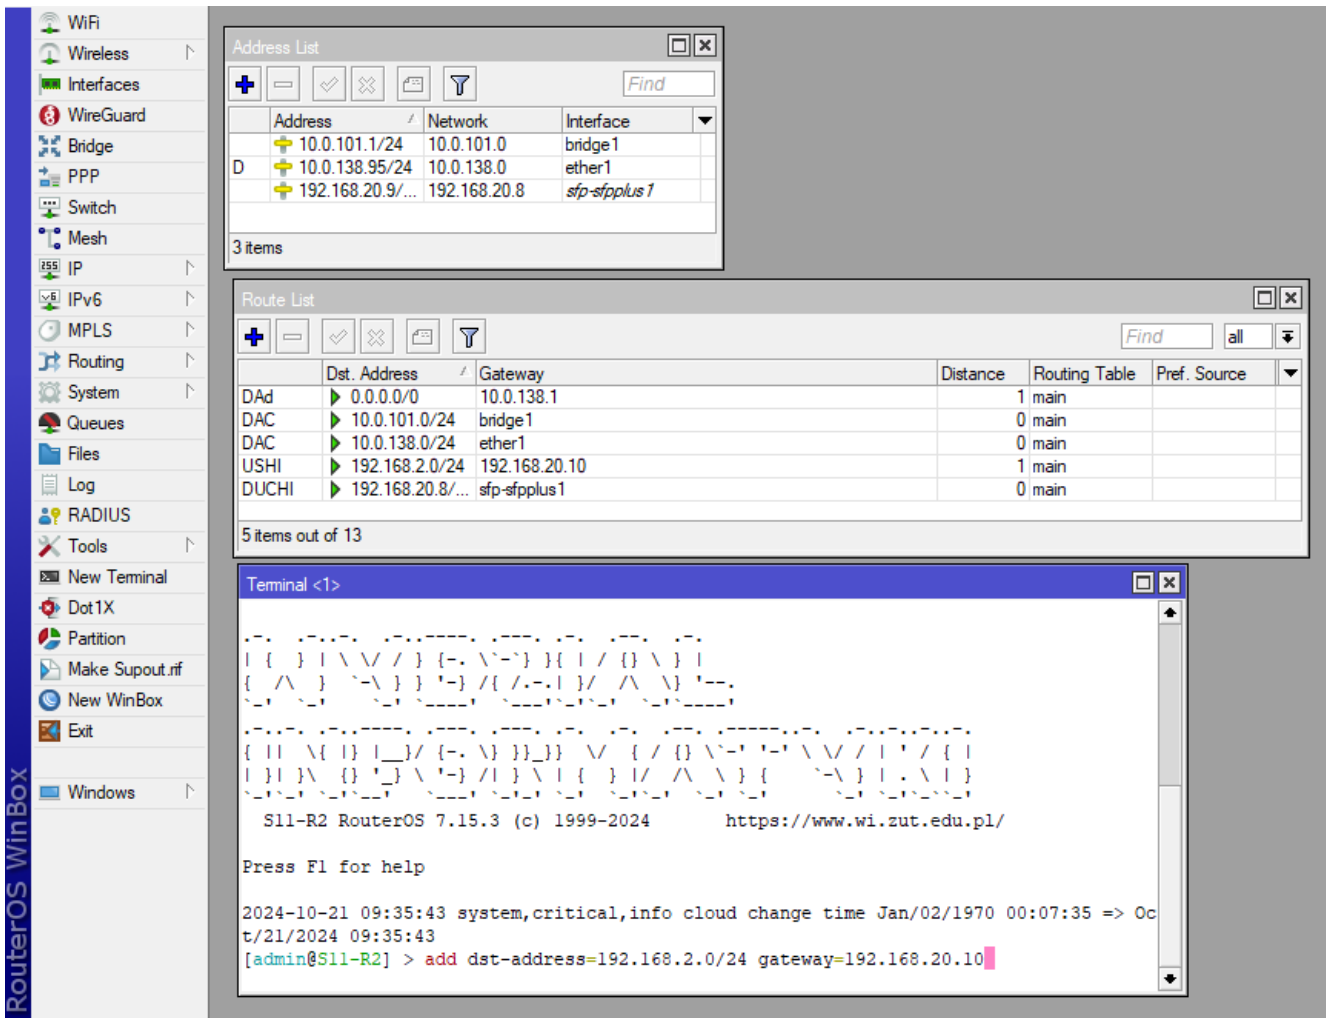 WiFi
Wireless
Interfaces
WireGuard
Bridge
PPP
Switch
Mesh
IP
IPv6
MPLS
Routing
System
Queues
Files
Log
RADIUS
Tools
New Terminal
Dot1X
Partition
Make Supout.rif
New WinBox
Exit
Windows
RouterOS WinBox
Address List
Find
Address Network Interface
10.0.101.1/24 10.0.101.0 bridge1
D 10.0.138.95/24 10.0.138.0 ether1
192.168.20.9/... 192.168.20.8 sfp-sfpplus1
3 items
Route List
Find all
Dst. Address Gateway Distance Routing Table Pref. Source
DAd 0.0.0.0/0 10.0.138.1 1 main
DAC 10.0.101.0/24 bridge1 0 main
DAC 10.0.138.0/24 ether1 0 main
USHI 192.168.2.0/24 192.168.20.10 1 main
DUCHI 192.168.20.8/... sfp-sfpplus1 0 main
5 items out of 13
Terminal <1>
S11-R2 RouterOS 7.15.3 (c) 1999-2024 https://www.wi.zut.edu.pl/
Press F1 for help
2024-10-21 09:35:43 system,critical,info cloud change time Jan/02/1970 00:07:35 => Oc
t/21/2024 09:35:43
[admin@S11-R2] > add dst-address=192.168.2.0/24 gateway=192.168.20.10